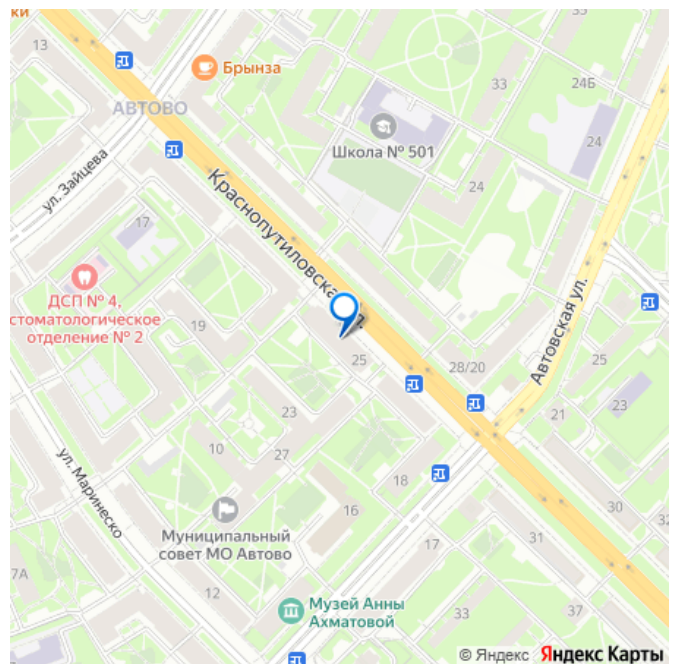 ки
13
Брынза
АВТОВО
33
24Б
24
Школа № 501
ул. Зайцева
24
17
Краснопутиловская ул.
Автовская ул.
ДСП № 4,
стоматологическое
отделение № 2
19
25
28/20
25
23
21
23
10
27
ул. Маринеско
18
16
30
32
Муниципальный
совет МО Автово
17
31
7А
12
Музей Анны
Ахматовой
33
37
© Яндекс Яндекс Карты